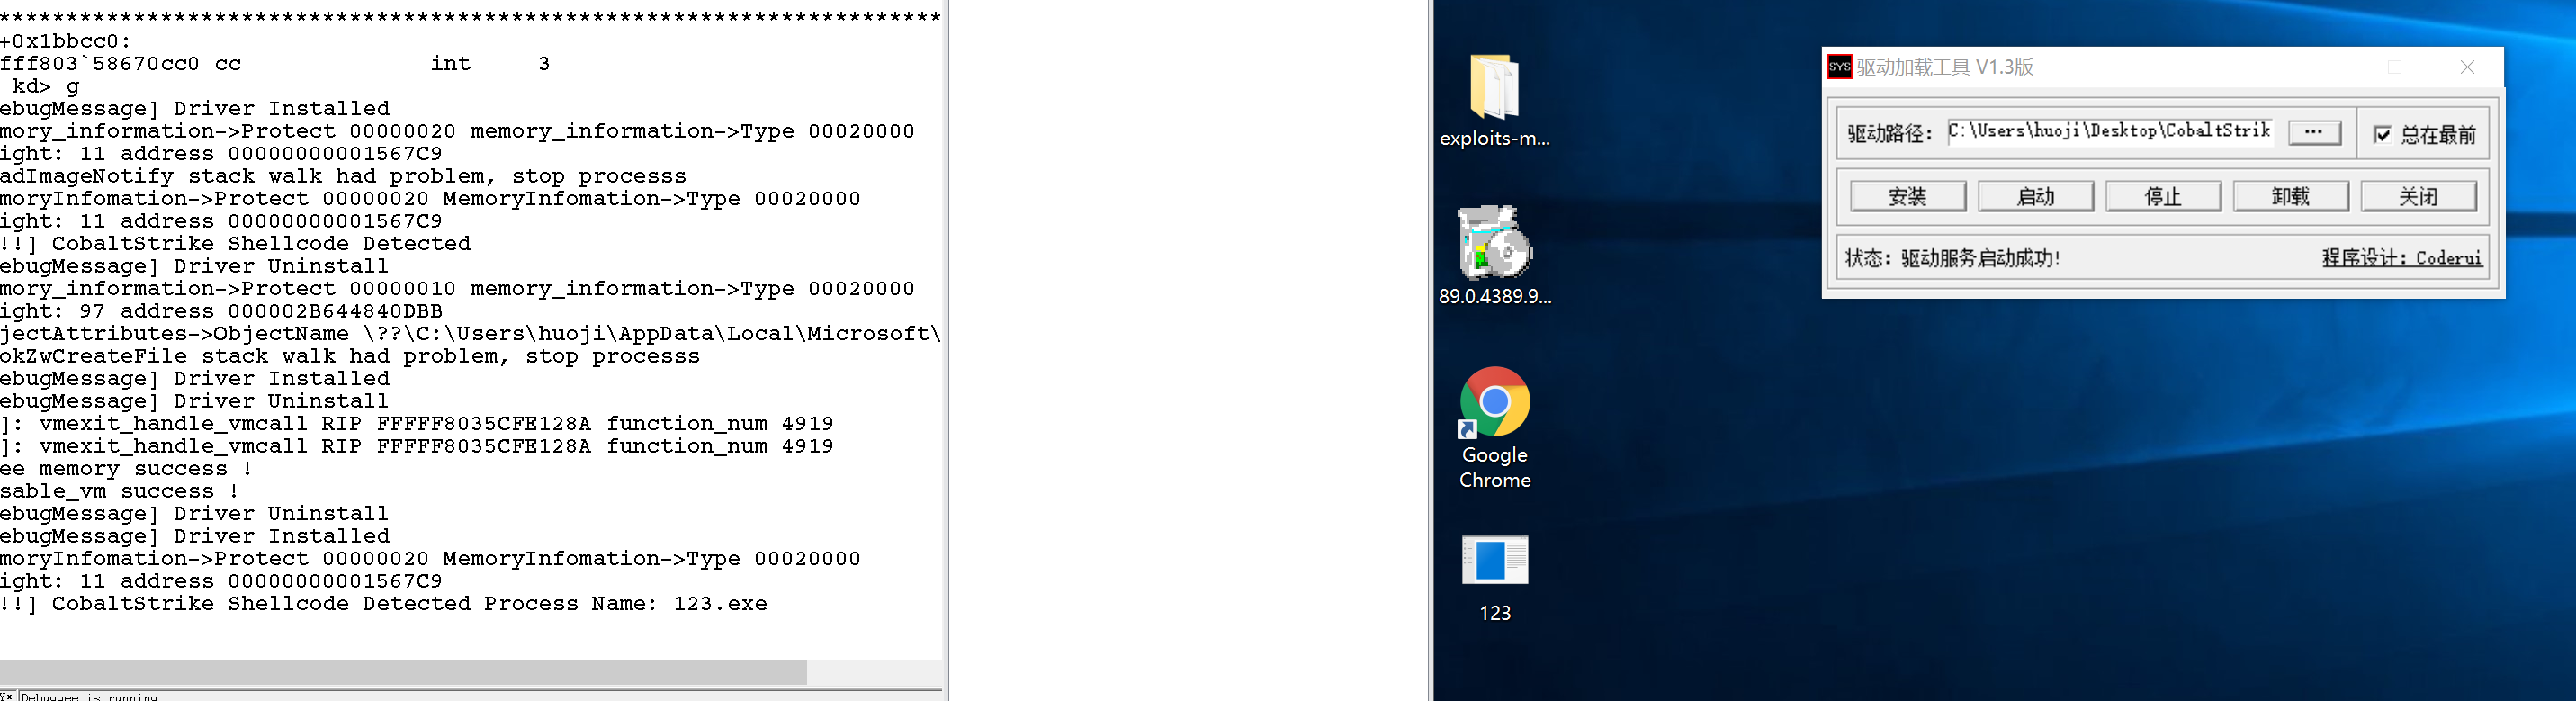 ************************************************************************
+0x1bbcc0:
fff803`58670cc0 cc int 3
kd> g
ebugMessage] Driver Installed
mory_information->Protect 00000020 memory_information->Type 00020000
ight: 11 address 00000000001567C9
adImageNotify stack walk had problem, stop processs
moryInfomation->Protect 00000020 MemoryInfomation->Type 00020000
ight: 11 address 00000000001567C9
!!] CobaltStrike Shellcode Detected
ebugMessage] Driver Uninstall
mory_information->Protect 00000010 memory_information->Type 00020000
ight: 97 address 000002B644840DBB
jectAttributes->ObjectName \??\C:\Users\huoji\AppData\Local\Microsoft\
okZwCreateFile stack walk had problem, stop processs
ebugMessage] Driver Installed
ebugMessage] Driver Uninstall
]: vmexit_handle_vmcall RIP FFFFF8035CFE128A function_num 4919
]: vmexit_handle_vmcall RIP FFFFF8035CFE128A function_num 4919
ee memory success !
sable_vm success !
ebugMessage] Driver Uninstall
ebugMessage] Driver Installed
moryInfomation->Protect 00000020 MemoryInfomation->Type 00020000
ight: 11 address 00000000001567C9
!!] CobaltStrike Shellcode Detected Process Name: 123.exe
Debuggee is running
exploits-m...
89.0.4389.9...
Google
Chrome
123
SYS 驱动加载工具 V1.3版
驱动路径: C:\Users\huoji\Desktop\CobaltStrik ... 总在最前
安装 启动 停止 卸载 关闭
状态: 驱动服务启动成功! 程序设计: Coderui